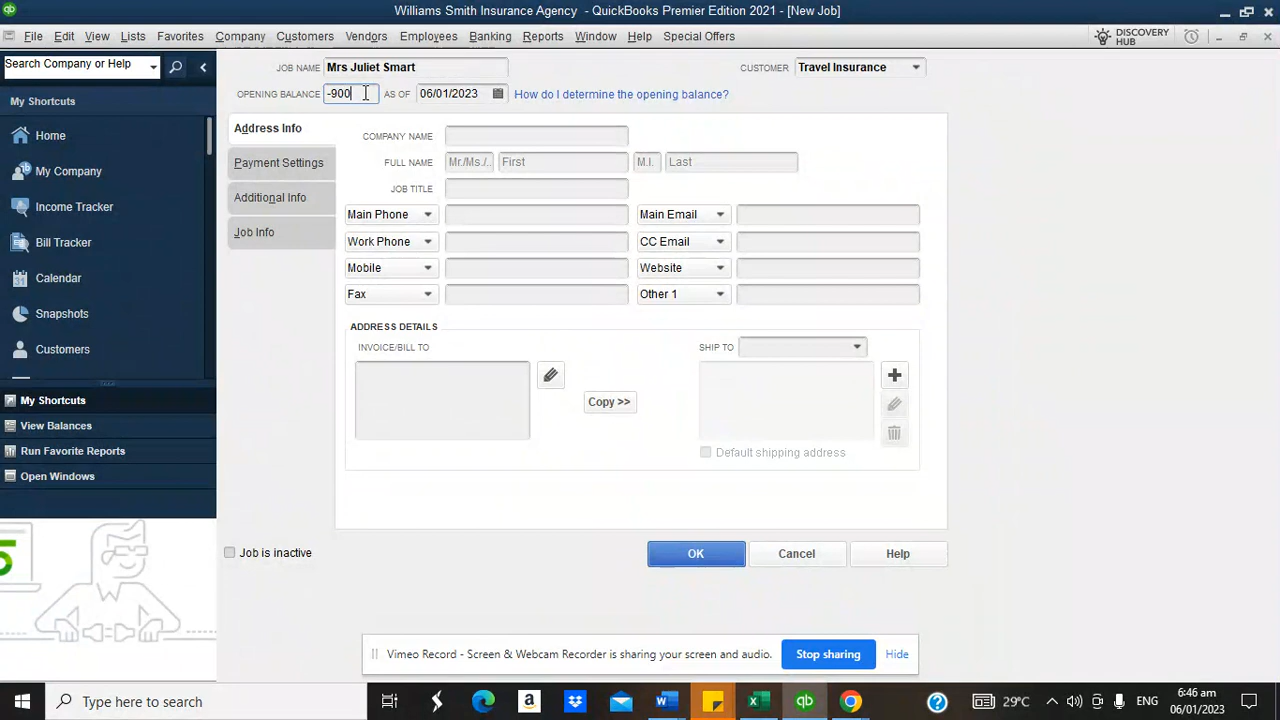 Williams Smith Insurance Agency - QuickBooks Premier Edition 2021 - [New Job]
File Edit View Lists Favorites Company Customers Vendors Employees Banking Reports Window Help Special Offers DISCOVERY HUB
Search Company or Help
My Shortcuts
Home
My Company
Income Tracker
Bill Tracker
Calendar
Snapshots
Customers
My Shortcuts
View Balances
Run Favorite Reports
Open Windows
JOB NAME Mrs Juliet Smart CUSTOMER Travel Insurance
OPENING BALANCE -900 AS OF 06/01/2023 How do I determine the opening balance?
Address Info
Payment Settings
Additional Info
Job Info
COMPANY NAME
FULL NAME Mr./Ms./.. First M.I. Last
JOB TITLE
Main Phone Main Email
Work Phone CC Email
Mobile Website
Fax Other 1
ADDRESS DETAILS
INVOICE/BILL TO SHIP TO
Copy >>
Default shipping address
Job is inactive OK Cancel Help
Vimeo Record - Screen & Webcam Recorder is sharing your screen and audio. Stop sharing Hide
Type here to search 29°C ENG 6:46 am
06/01/2023